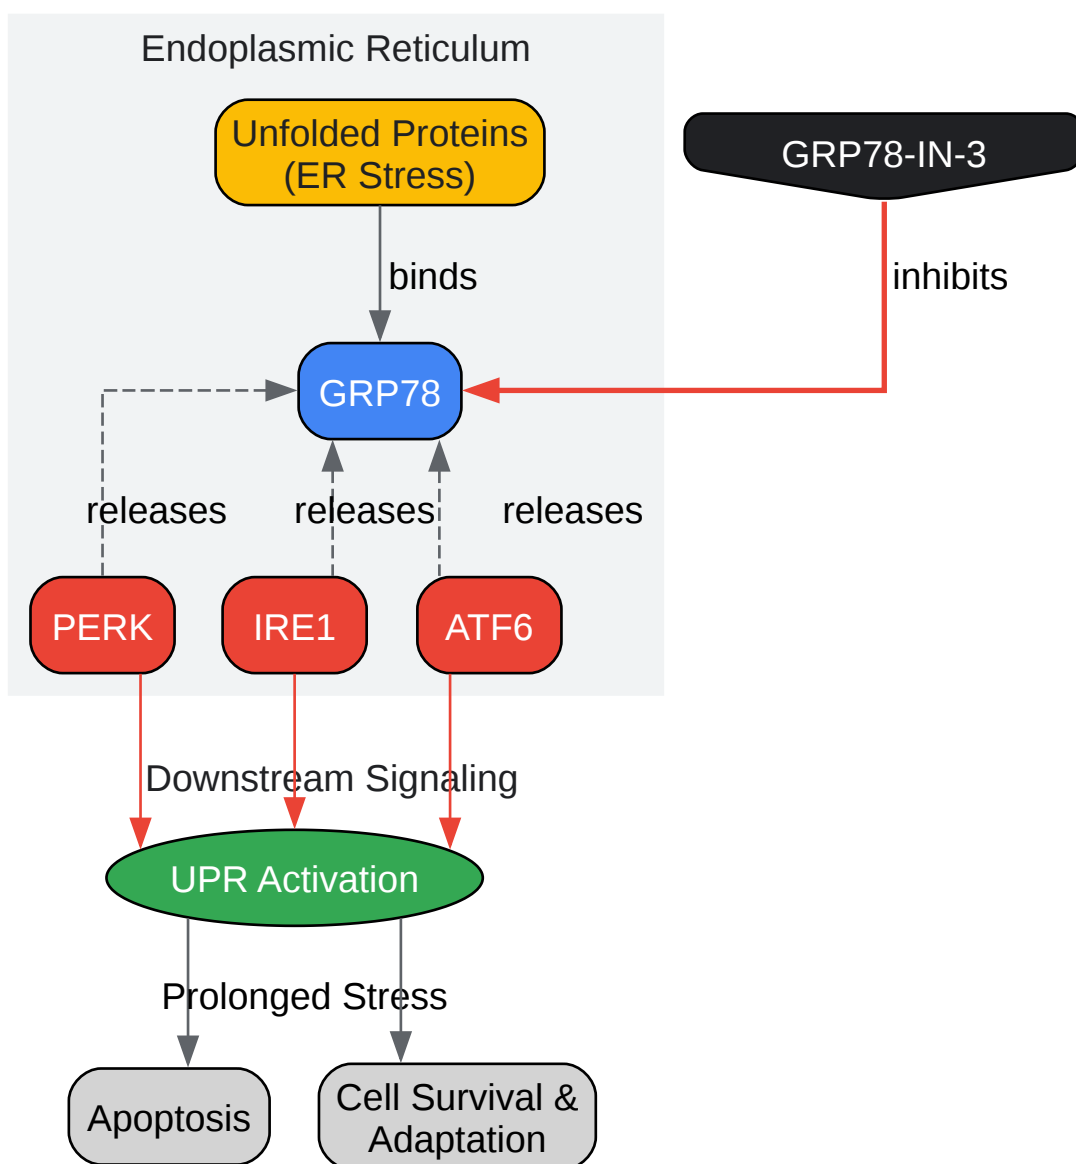 Endoplasmic Reticulum
Unfolded Proteins
(ER Stress)
GRP78-IN-3
binds
inhibits
GRP78
releases
releases
releases
PERK
IRE1
ATF6
Downstream Signaling
UPR Activation
Prolonged Stress
Apoptosis
Cell Survival &
Adaptation